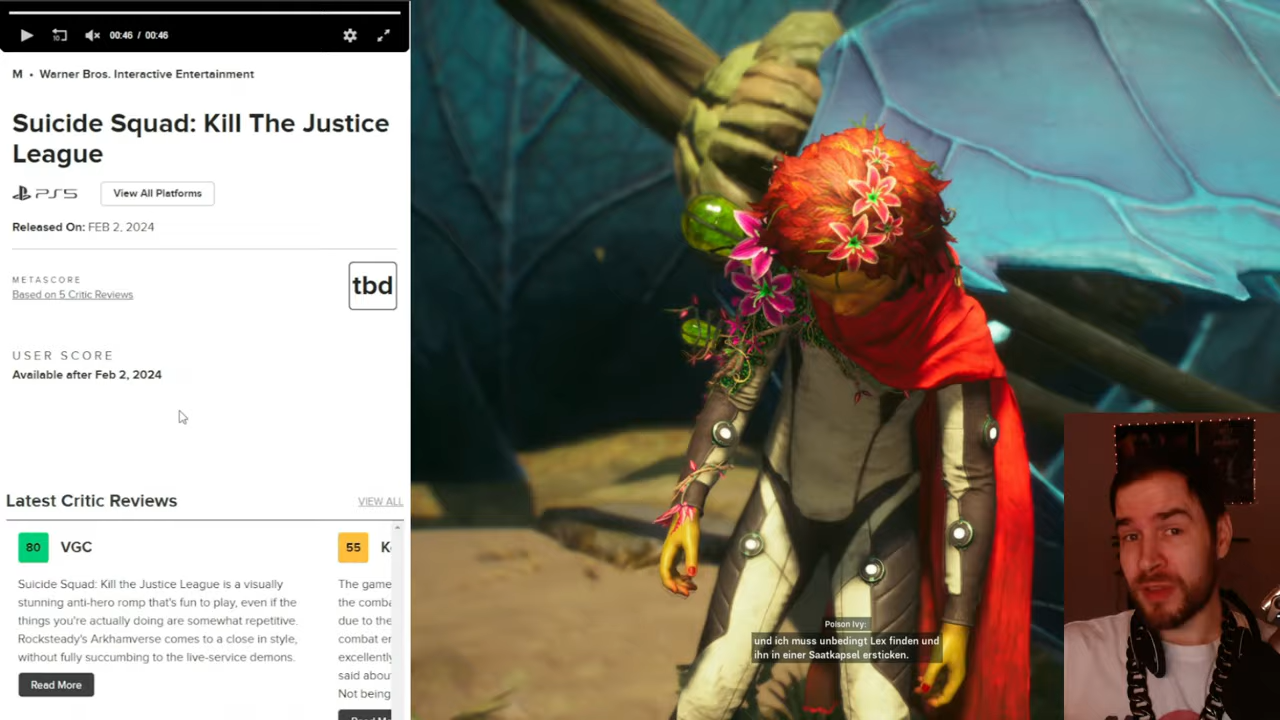 00:46 / 00:46
M • Warner Bros. Interactive Entertainment
Suicide Squad: Kill The Justice
League
PS5
View All Platforms
Released On: FEB 2, 2024
METASCORE
Based on 5 Critic Reviews
tbd
USER SCORE
Available after Feb 2, 2024
Latest Critic Reviews
VIEW ALL
80 VGC
Suicide Squad: Kill the Justice League is a visually
stunning anti-hero romp that's fun to play, even if the
things you're actually doing are somewhat repetitive.
Rocksteady's Arkhamverse comes to a close in style,
without fully succumbing to the live-service demons.
Read More
55
The game
the comba
due to the
combat er
excellently
said about
Not being
Poison Ivy:
und ich muss unbedingt Lex finden und
ihn in einer Saatkapsel ersticken.